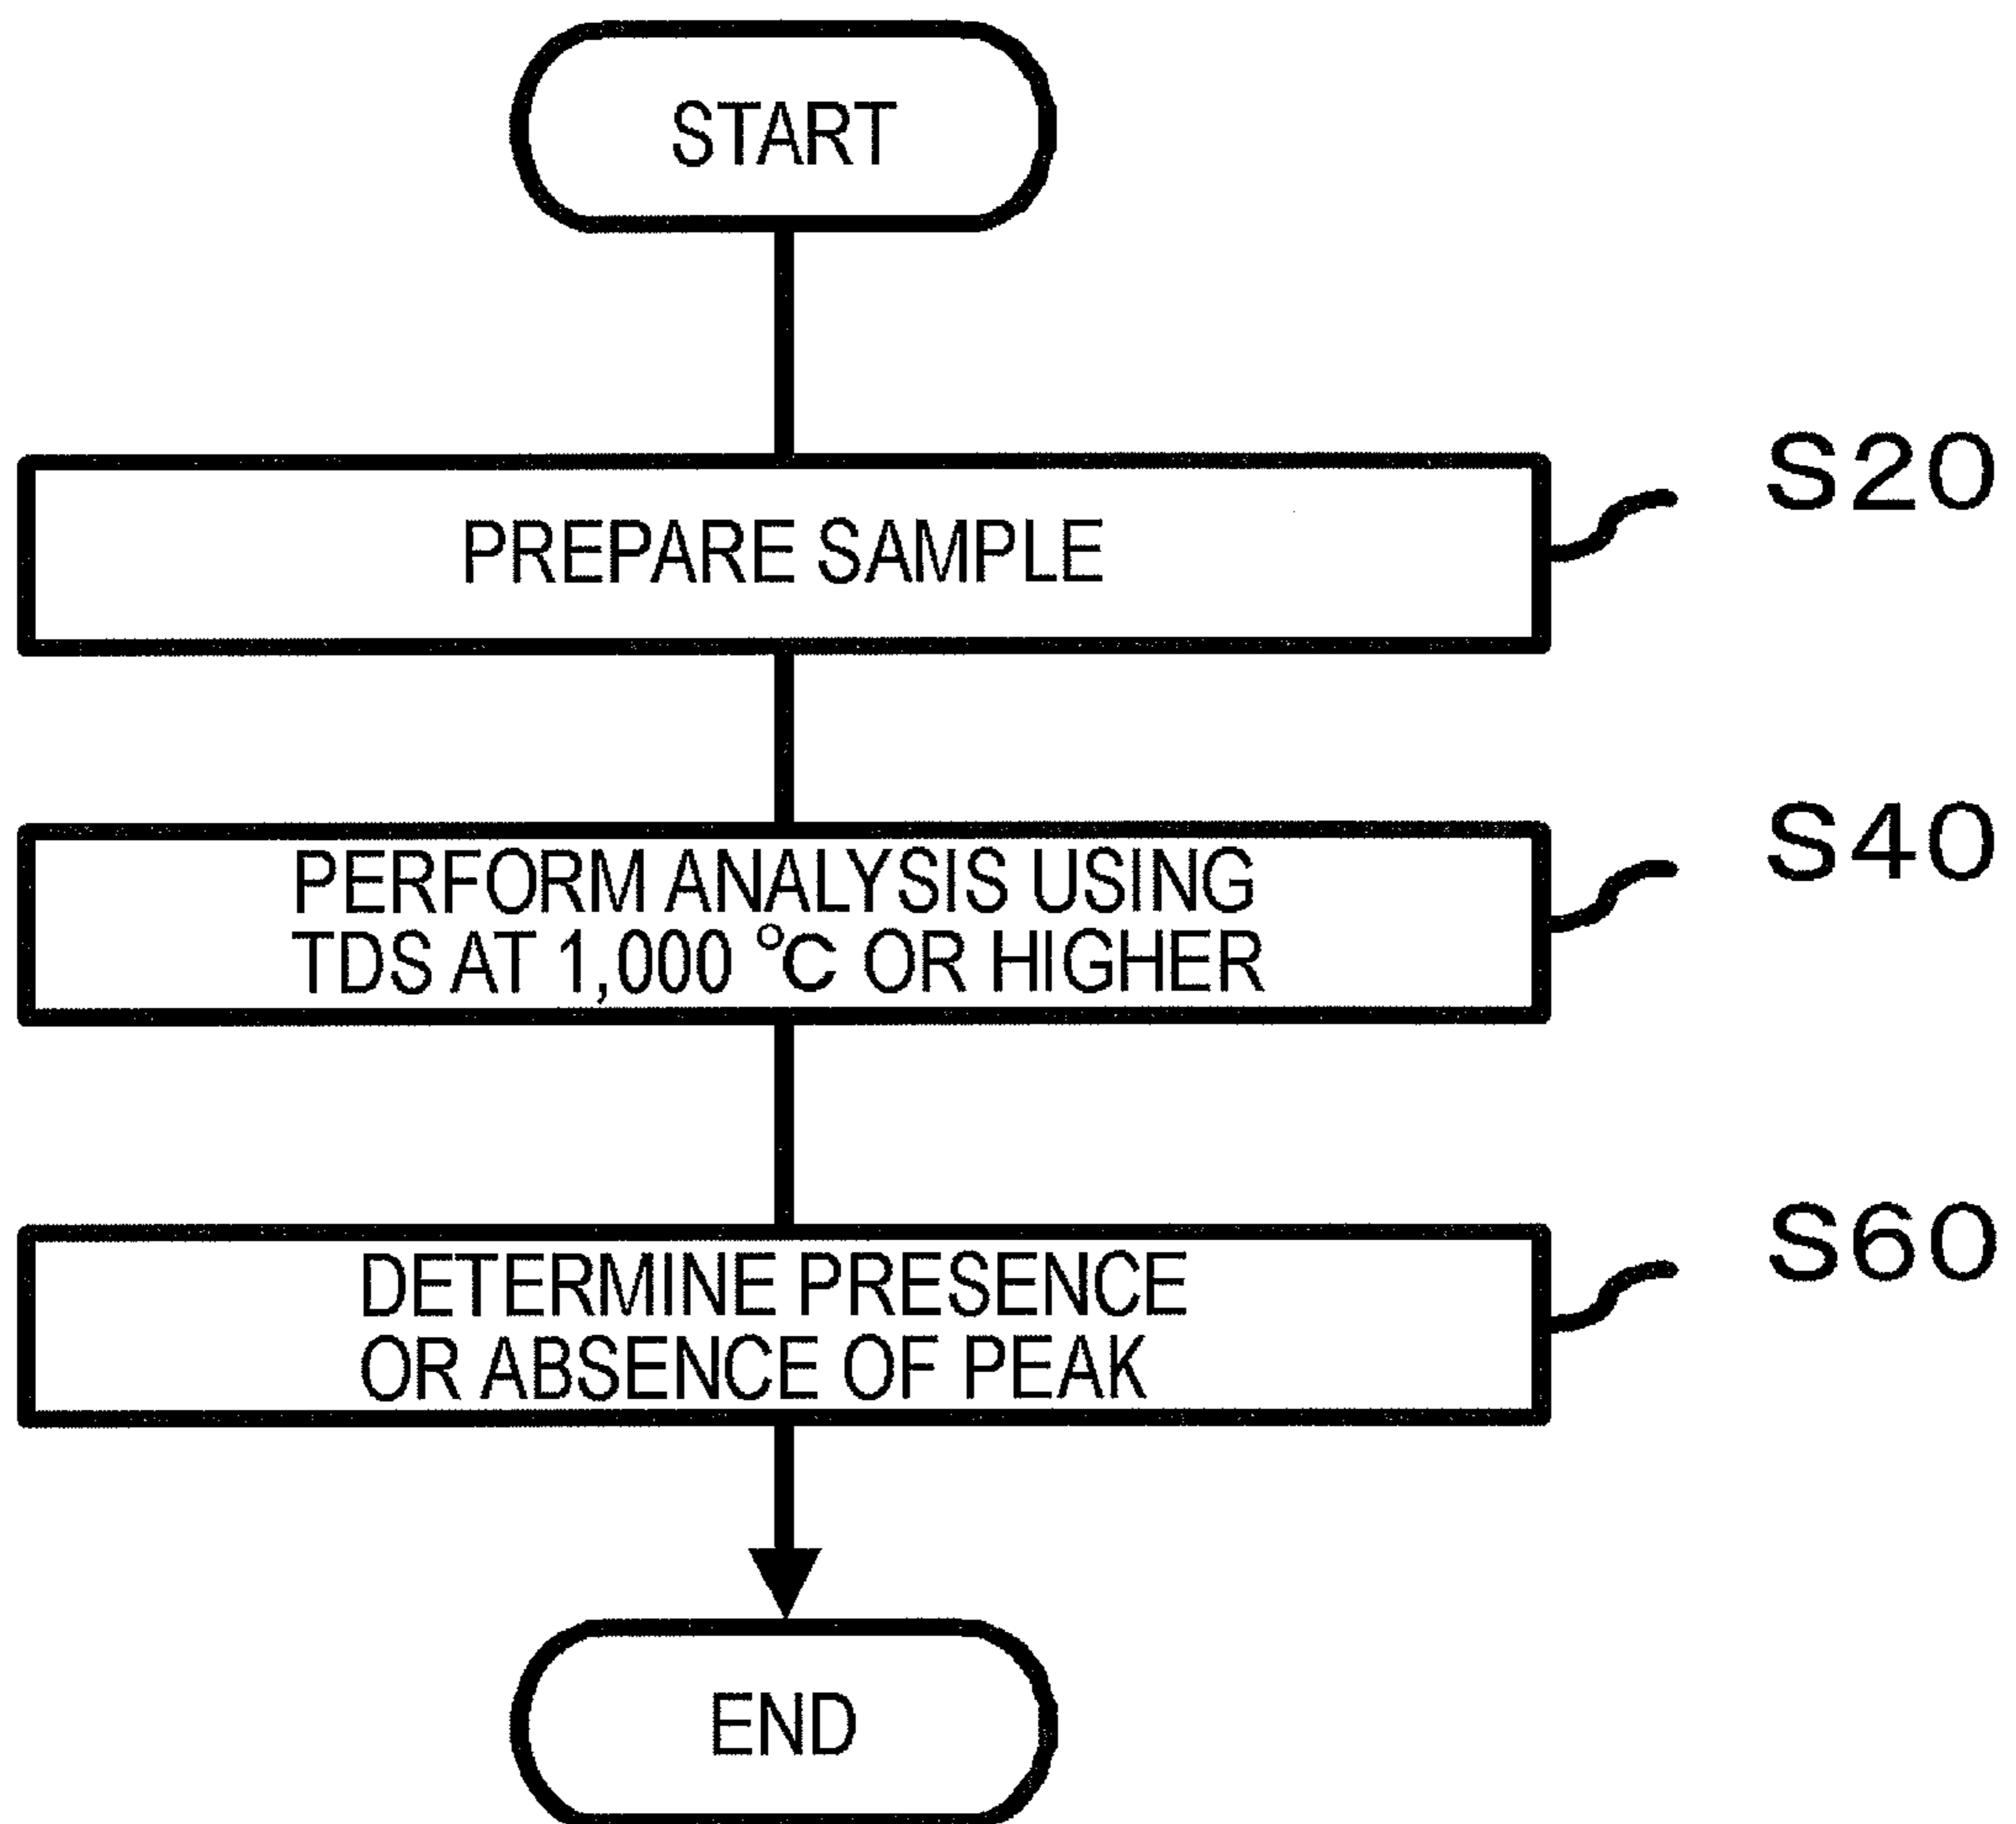 START
PREPARE SAMPLE
S20
PERFORM ANALYSIS USING
TDS AT 1,000 °C OR HIGHER
S40
DETERMINE PRESENCE
OR ABSENCE OF PEAK
S60
END